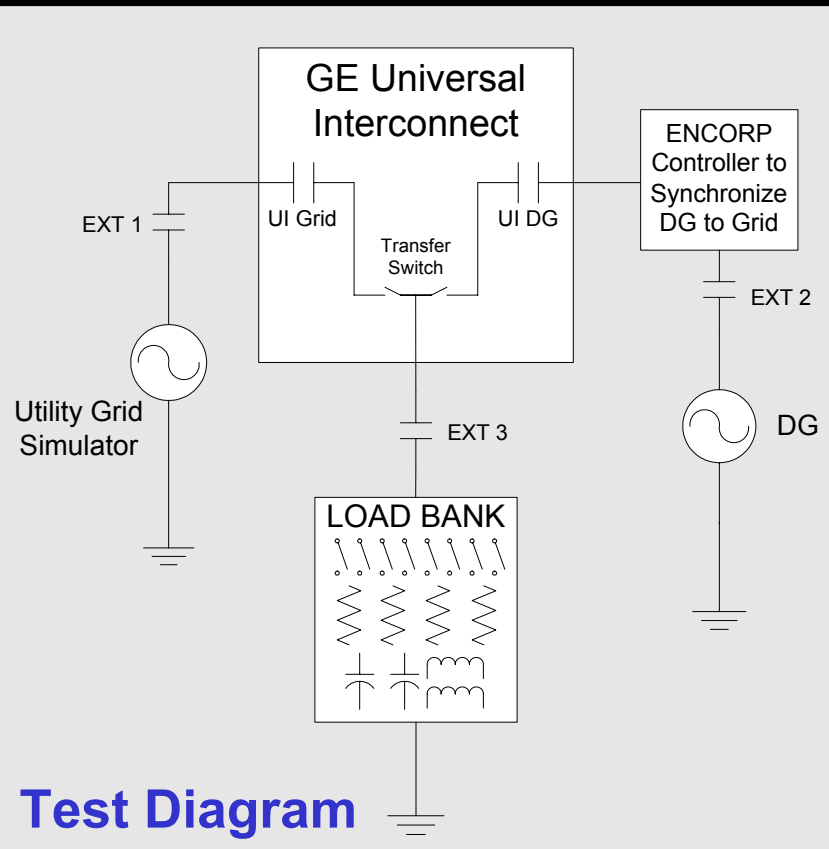 GE Universal
Interconnect
ENCORP
Controller to
Synchronize
DG to Grid
EXT 1
UI Grid
UI DG
Transfer
Switch
EXT 2
Utility Grid
Simulator
DG
EXT 3
LOAD BANK
Test Diagram